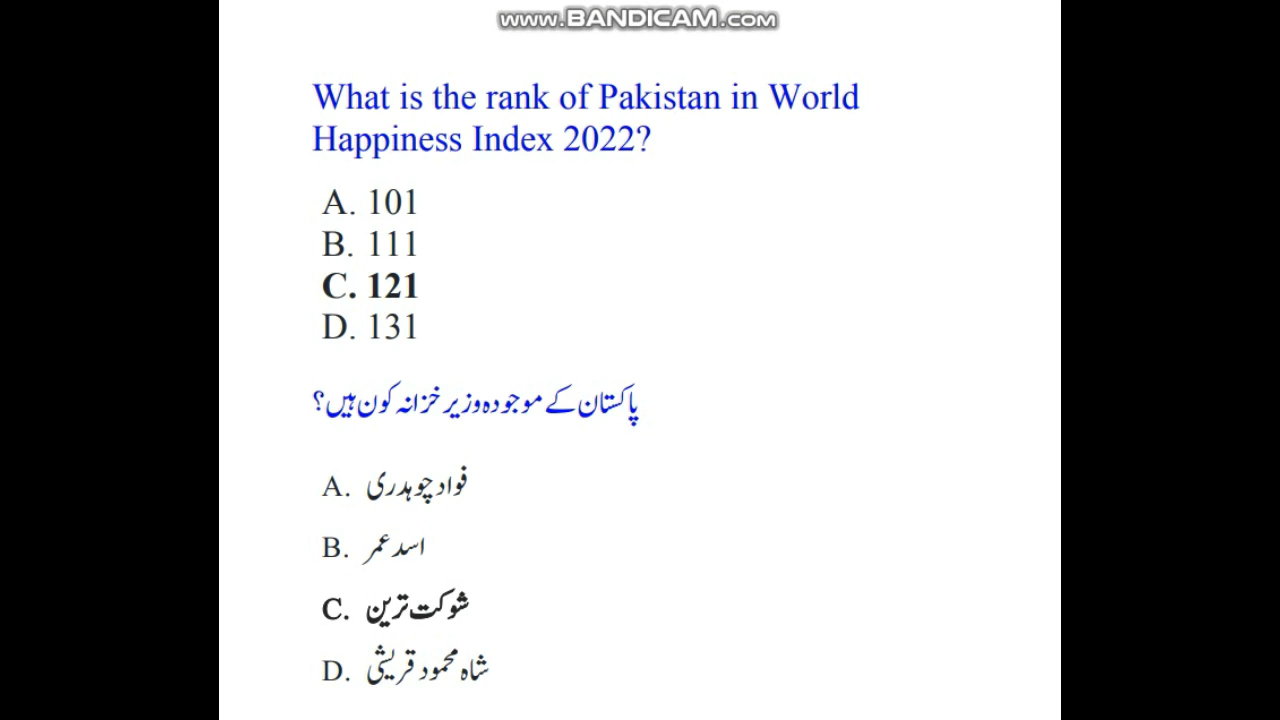 www.BANDICAM.com
What is the rank of Pakistan in World
Happiness Index 2022?
A. 101
B. 111
C. 121
D. 131
پاکستان کے موجودہ وزیر خزانہ کون ہیں؟
A. فواد چوہدری
B. اسد عمر
C. شوکت ترین
D. شاہ محمود قریشی